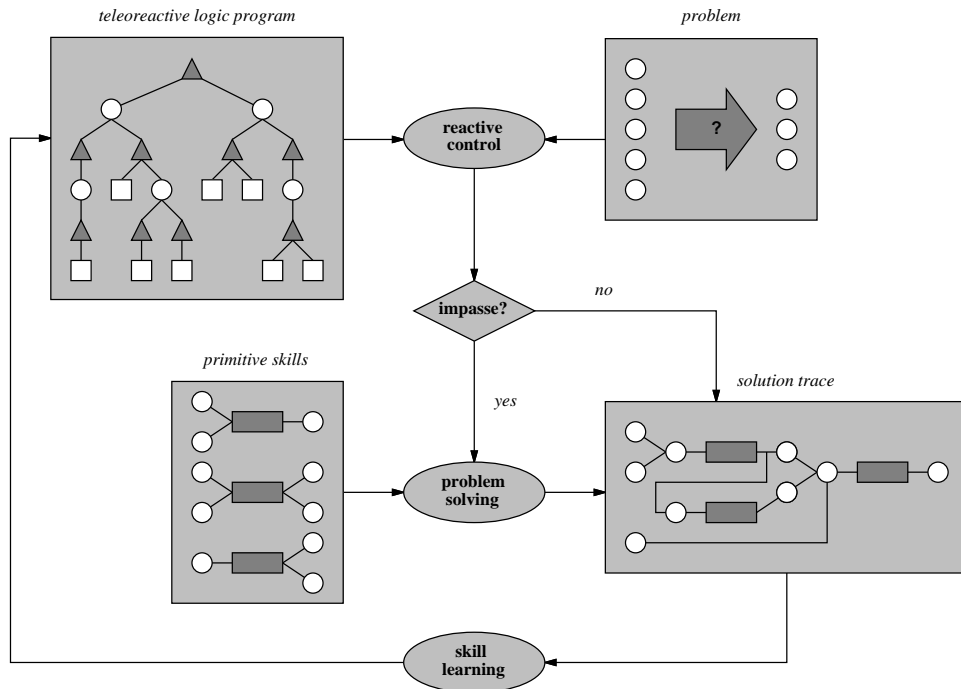 teleoreactive logic program
problem
reactive
control
?
impasse?
no
primitive skills
yes
solution trace
problem
solving
skill
learning